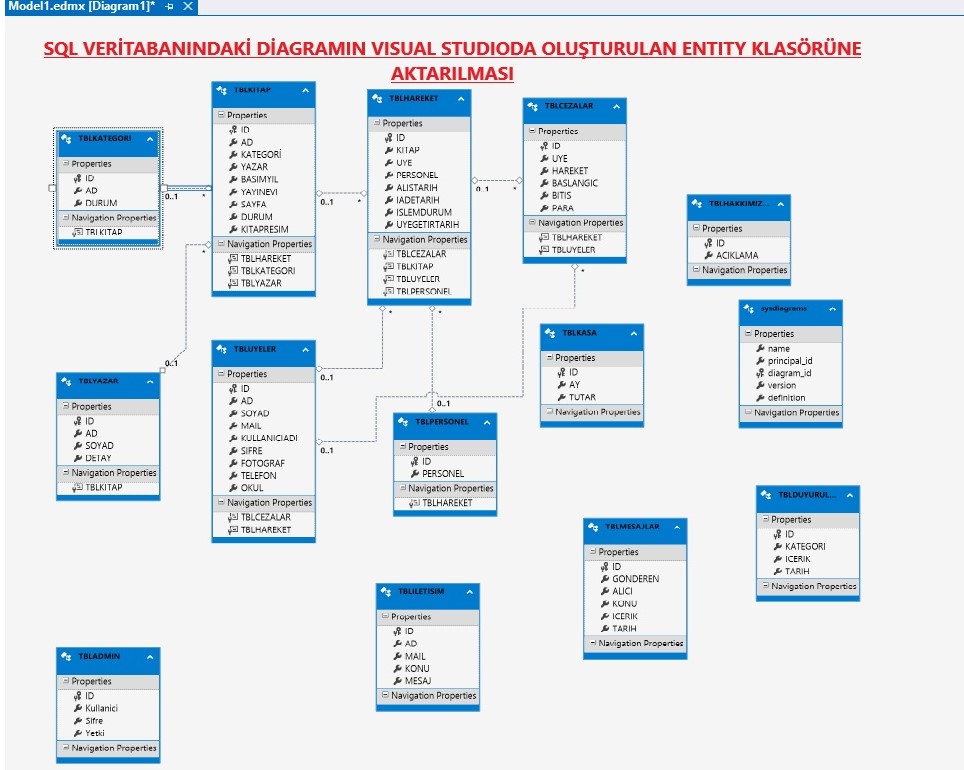 Model1.edmx [Diagram1]*
SQL VERİTABANINDAKİ DİAGRAMIN VISUAL STUDIODA OLUŞTURULAN ENTITY KLASÖRÜNE
AKTARILMASI
TBLKATEGORI
Properties
ID
AD
DURUM
Navigation Properties
TBLKITAP
TBLKITAP
Properties
ID
AD
KATEGORİ
YAZAR
BASIMYIL
YAYINEVI
SAYFA
DURUM
KITAPRESIM
Navigation Properties
TBLHAREKET
TBLKATEGORI
TBLYAZAR
TBLHAREKET
Properties
ID
KITAP
UYE
PERSONEL
ALISTARIH
IADETARIH
ISLEMDURUM
UYEGETIRTARIH
Navigation Properties
TBLCEZALAR
TBLKITAP
TBLUYELER
TBLPERSONEL
TBLCEZALAR
Properties
ID
UYE
HAREKET
BASLANGIC
BITIS
PARA
Navigation Properties
TBLHAREKET
TBLUYELER
TBLHAKKIMIZ...
Properties
ID
ACIKLAMA
Navigation Properties
sysdiagrams
Properties
name
principal_id
diagram_id
version
definition
Navigation Properties
0..1
*
0..1
*
0..1
*
*
0..1
*
0..1
*
0..1
*
0..1
TBLYAZAR
Properties
ID
AD
SOYAD
DETAY
Navigation Properties
TBLKITAP
TBLUYELER
Properties
ID
AD
SOYAD
MAIL
KULLANICIADI
SIFRE
FOTOGRAF
TELEFON
OKUL
Navigation Properties
TBLCEZALAR
TBLHAREKET
TBLPERSONEL
Properties
ID
PERSONEL
Navigation Properties
TBLHAREKET
TBLKASA
Properties
ID
AY
TUTAR
Navigation Properties
TBLMESAJLAR
Properties
ID
GONDEREN
ALICI
KONU
ICERIK
TARIH
Navigation Properties
TBLDUYURUL...
Properties
ID
KATEGORI
ICERIK
TARIH
Navigation Properties
TBLILETISIM
Properties
ID
AD
MAIL
KONU
MESAJ
Navigation Properties
TBLADMIN
Properties
ID
Kullanici
Sifre
Yetki
Navigation Properties